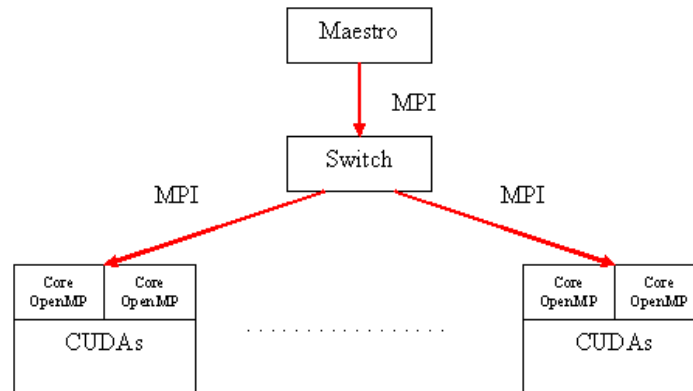 Maestro
MPI
Switch
MPI
MPI
Core
OpenMP
Core
OpenMP
CUDAs
Core
OpenMP
Core
OpenMP
CUDAs